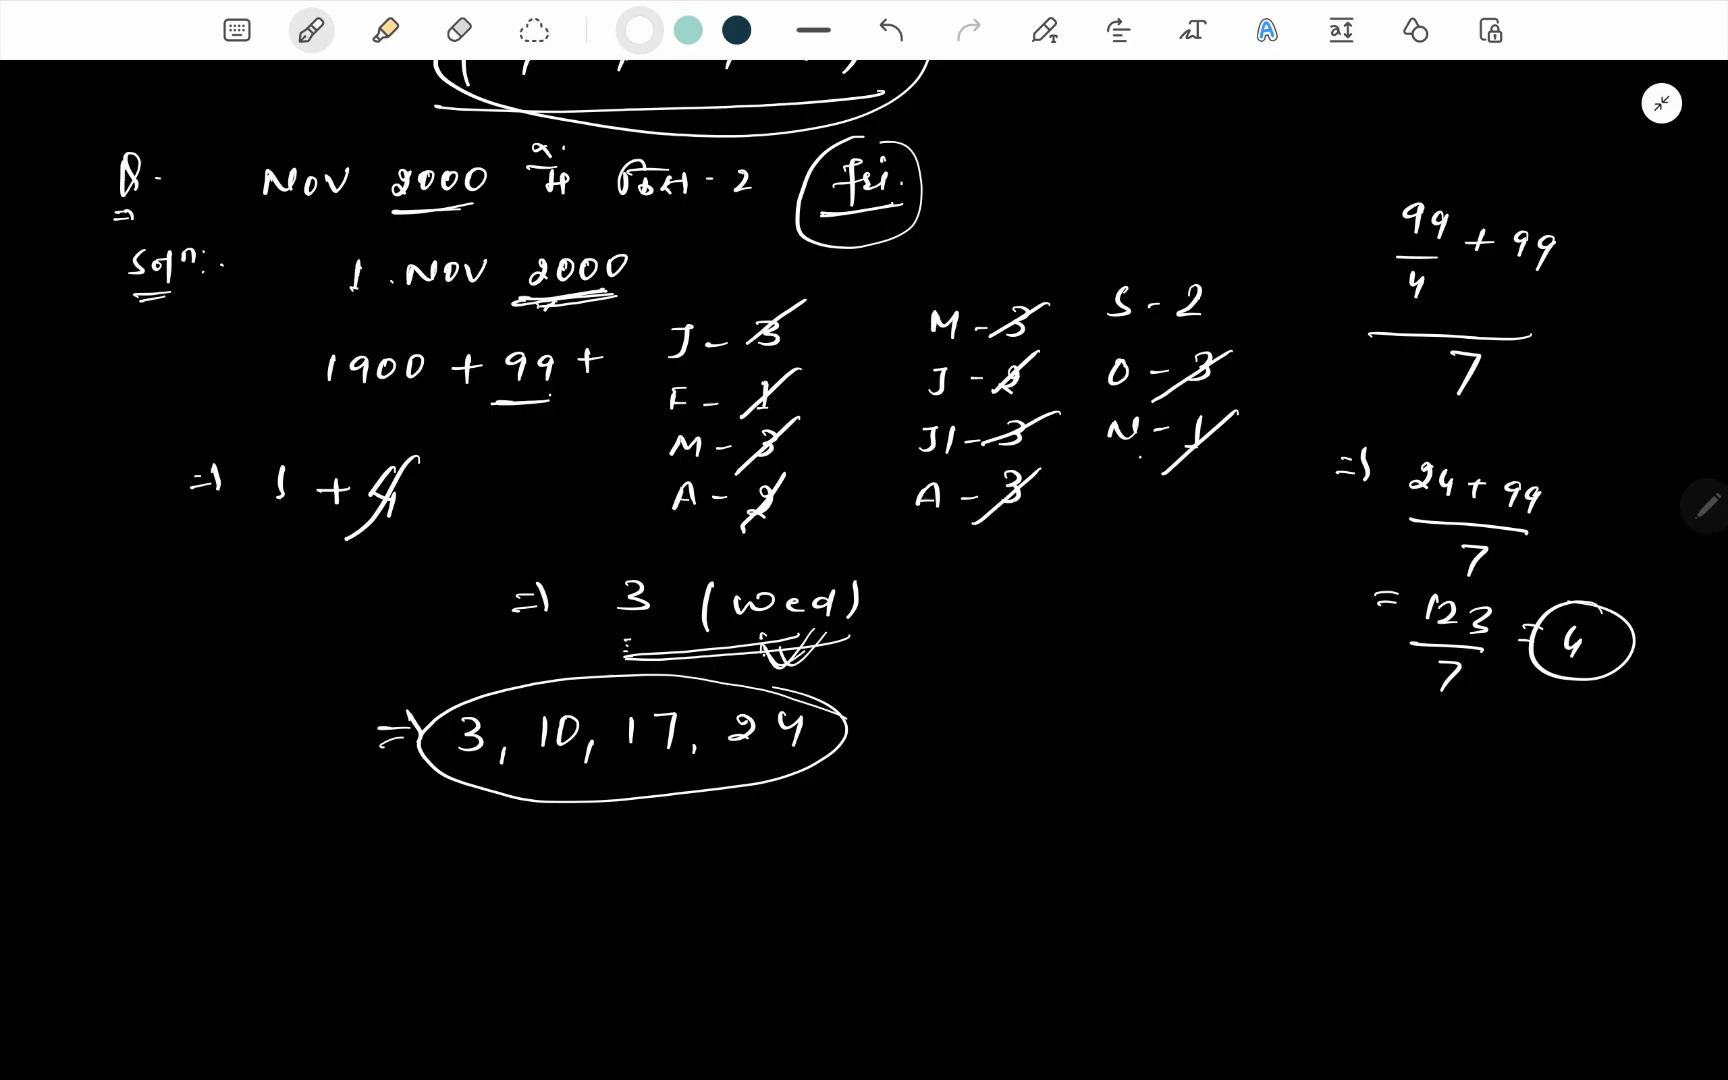 Q. Nov 2000 में किस-2 Fri.
Solⁿ:. 1. Nov 2000
1900 + 99 +
J - 3
F - 1
M - 3
A - 2
M - 3
J - 2
Jl - 3
A - 3
S - 2
O - 3
N - 1
⇒ 1 + 4
⇒ 3 (wed)
⇒ 3, 10, 17, 24
99/4 + 99
7
⇒ 24 + 99
7
= 123/7 = 4